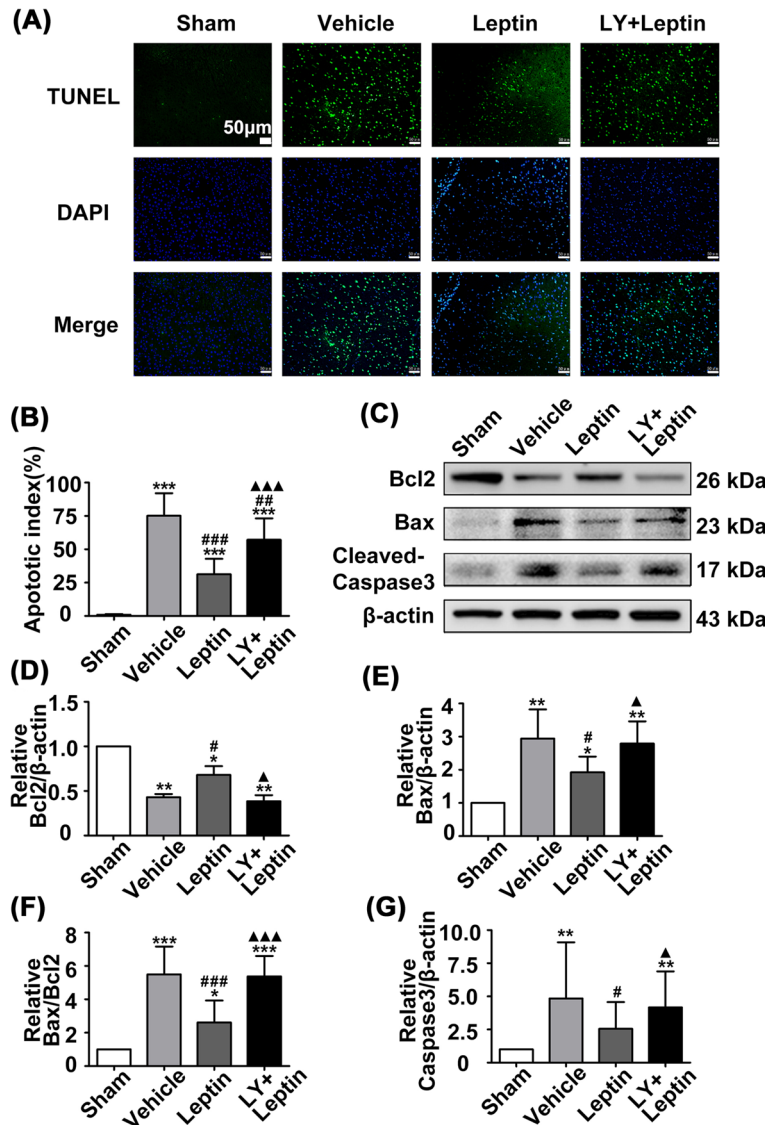 (A)
Sham Vehicle Leptin LY+Leptin
TUNEL
50μm
DAPI
Merge
(B)
Apototic index(%)
100
75
50
25
0
***
###
***
▲▲▲
##
***
Sham
Vehicle
Leptin
LY+
Leptin
(C)
Sham
Vehicle
Leptin
LY+
Leptin
Bcl2 26 kDa
Bax 23 kDa
Cleaved-
Caspase3 17 kDa
β-actin 43 kDa
(D)
Relative
Bcl2/β-actin
1.5
1.0
0.5
0
**
#
*
▲
**
Sham
Vehicle
Leptin
LY+
Leptin
(E)
Relative
Bax/β-actin
4
3
2
1
0
**
#
*
▲
**
Sham
Vehicle
Leptin
LY+
Leptin
(F)
Relative
Bax/Bcl2
8
6
4
2
0
***
###
*
▲▲▲
***
Sham
Vehicle
Leptin
LY+
Leptin
(G)
Relative
Caspase3/β-actin
10.0
7.5
5.0
2.5
0.0
**
#
▲
**
Sham
Vehicle
Leptin
LY+
Leptin